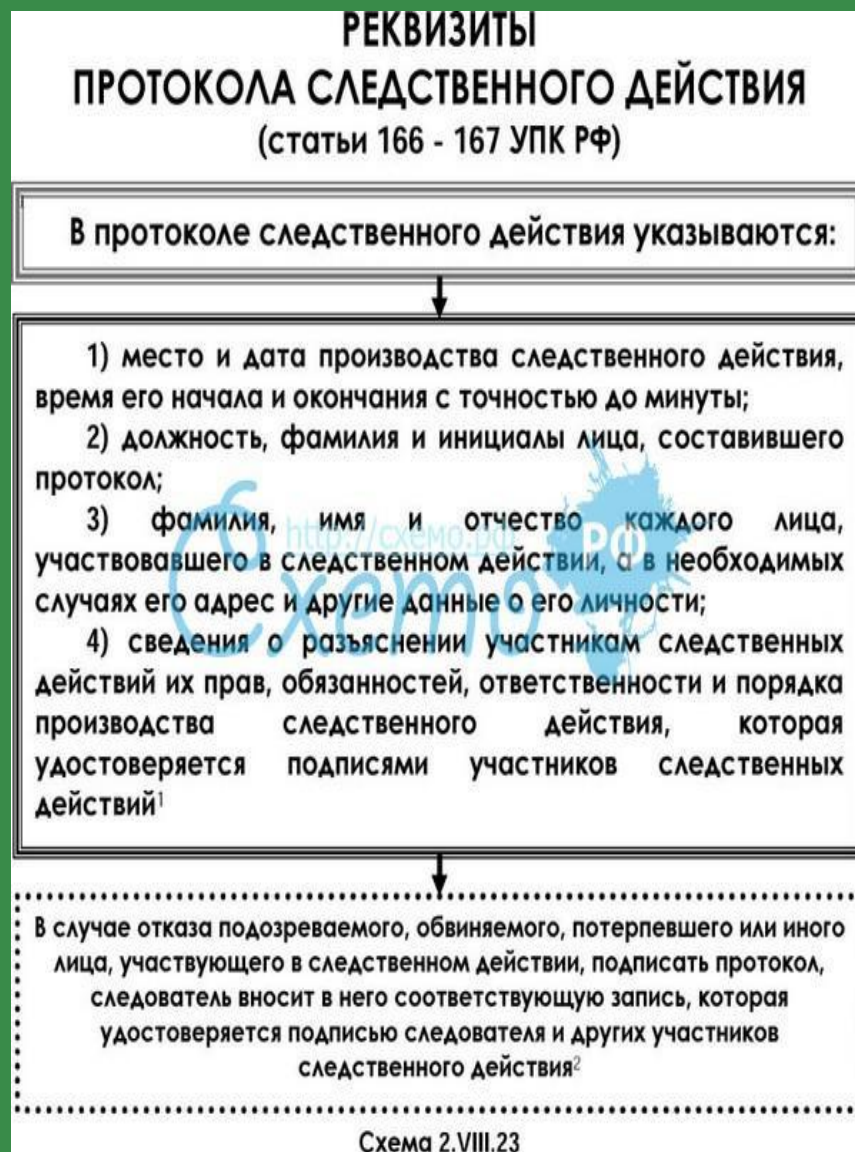 РЕКВИЗИТЫ
ПРОТОКОЛА СЛЕДСТВЕННОГО ДЕЙСТВИЯ
(статьи 166 - 167 УПК РФ)
В протоколе следственного действия указываются:
1) место и дата производства следственного действия,
время его начала и окончания с точностью до минуты;
2) должность, фамилия и инициалы лица, составившего
протокол;
3) фамилия, имя и отчество каждого лица,
участвовавшего в следственном действии, а в необходимых
случаях его адрес и другие данные о его личности;
4) сведения о разъяснении участникам следственных
действий их прав, обязанностей, ответственности и порядка
производства следственного действия, которая
удостоверяется подписями участников следственных
действий¹
http://схемо.рф
Схемо РФ
В случае отказа подозреваемого, обвиняемого, потерпевшего или иного
лица, участвующего в следственном действии, подписать протокол,
следователь вносит в него соответствующую запись, которая
удостоверяется подписью следователя и других участников
следственного действия²
Схема 2.VIII.23